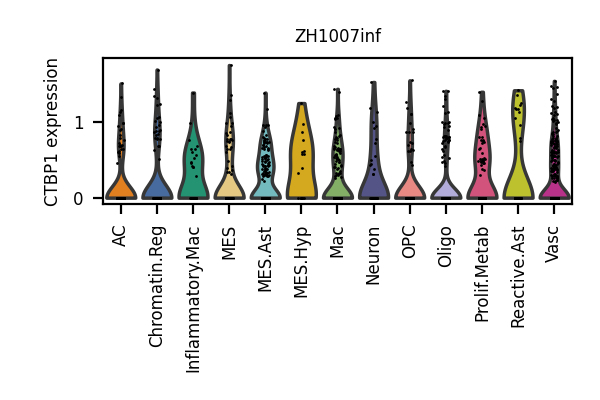 ZH1007inf
CTBP1 expression
1
0
AC
Chromatin.Reg
Inflammatory.Mac
MES
MES.Ast
MES.Hyp
Mac
Neuron
OPC
Oligo
Prolif.Metab
Reactive.Ast
Vasc